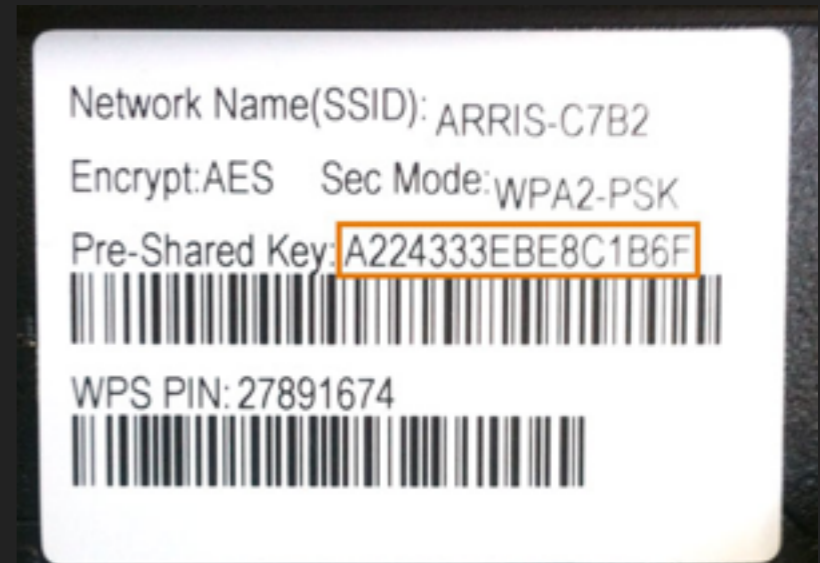 Network Name(SSID): ARRIS-C7B2
Encrypt:AES Sec Mode:WPA2-PSK
Pre-Shared Key:A224333EBE8C1B6F
WPS PIN:27891674